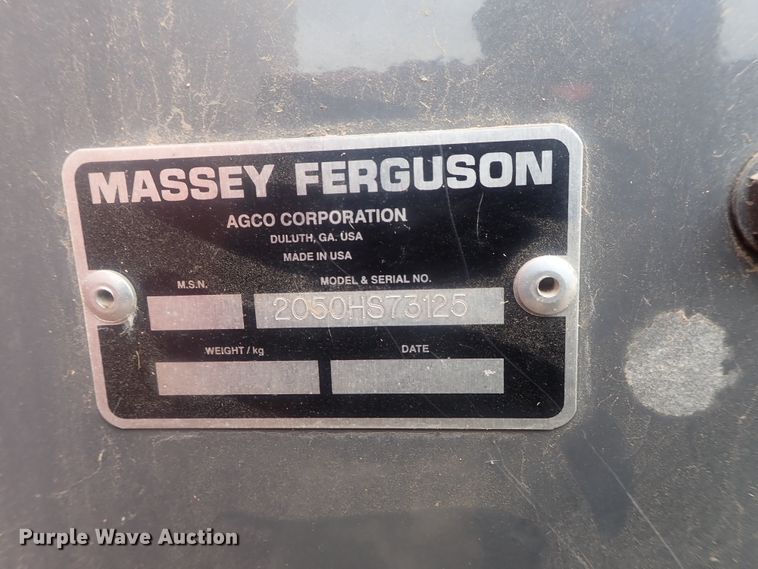 MASSEY FERGUSON
AGCO CORPORATION
DULUTH, GA. USA
MADE IN USA
M.S.N. MODEL & SERIAL NO.
2050HS73125
WEIGHT / kg DATE
Purple Wave Auction